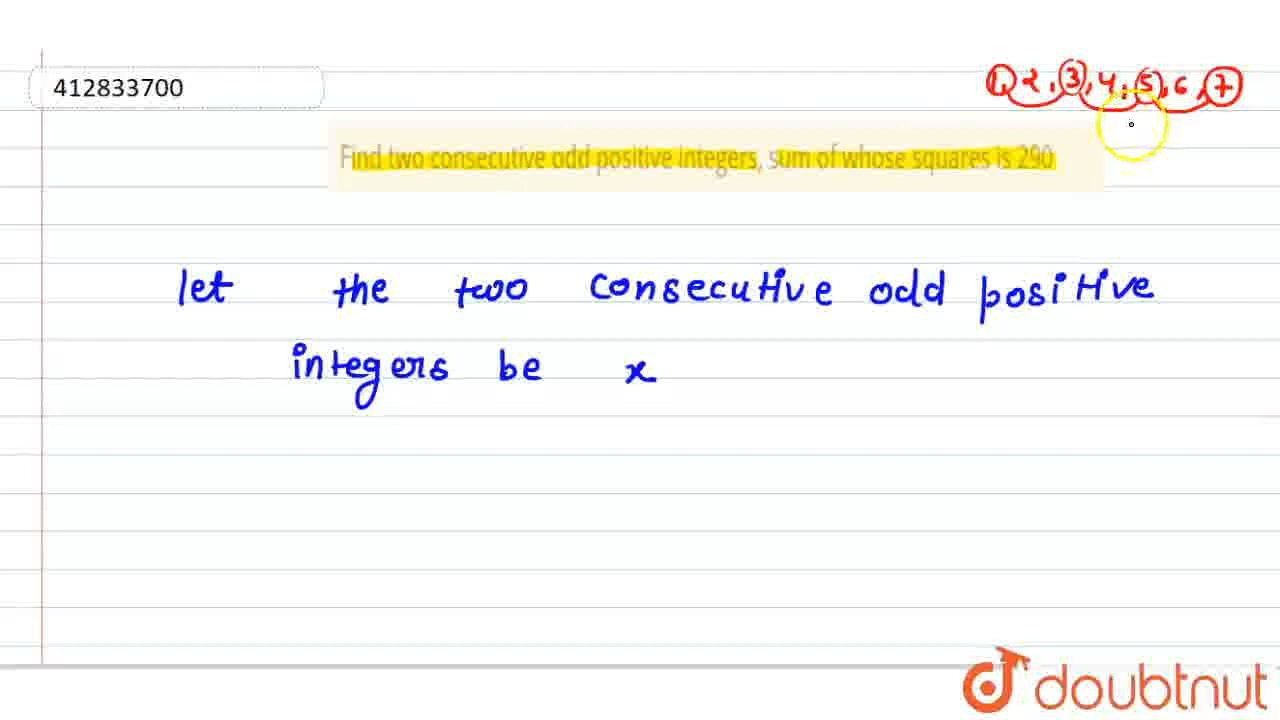 412833700
1, 2, 3, 4, 5, 6, 7
Find two consecutive odd positive integers, sum of whose squares is 290
let the two consecutive odd positive
integers be x
doubtnut